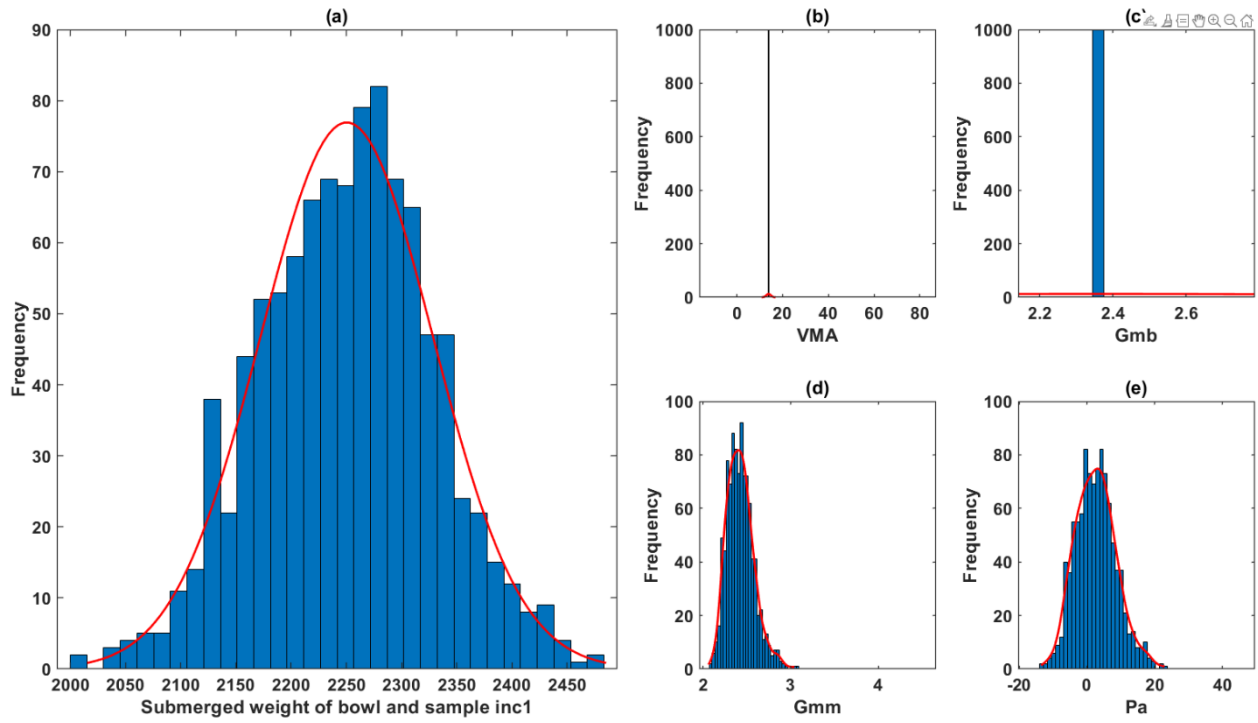 (a)
90
80
70
60
50
40
30
20
10
0
Frequency
2000 2050 2100 2150 2200 2250 2300 2350 2400 2450
Submerged weight of bowl and sample inc1
(b)
1000
800
600
400
200
0
Frequency
0 20 40 60 80
VMA
(c
1000
800
600
400
200
0
Frequency
2.2 2.4 2.6
Gmb
(d)
100
80
60
40
20
0
Frequency
2 3 4
Gmm
(e)
100
80
60
40
20
0
Frequency
-20 0 20 40
Pa